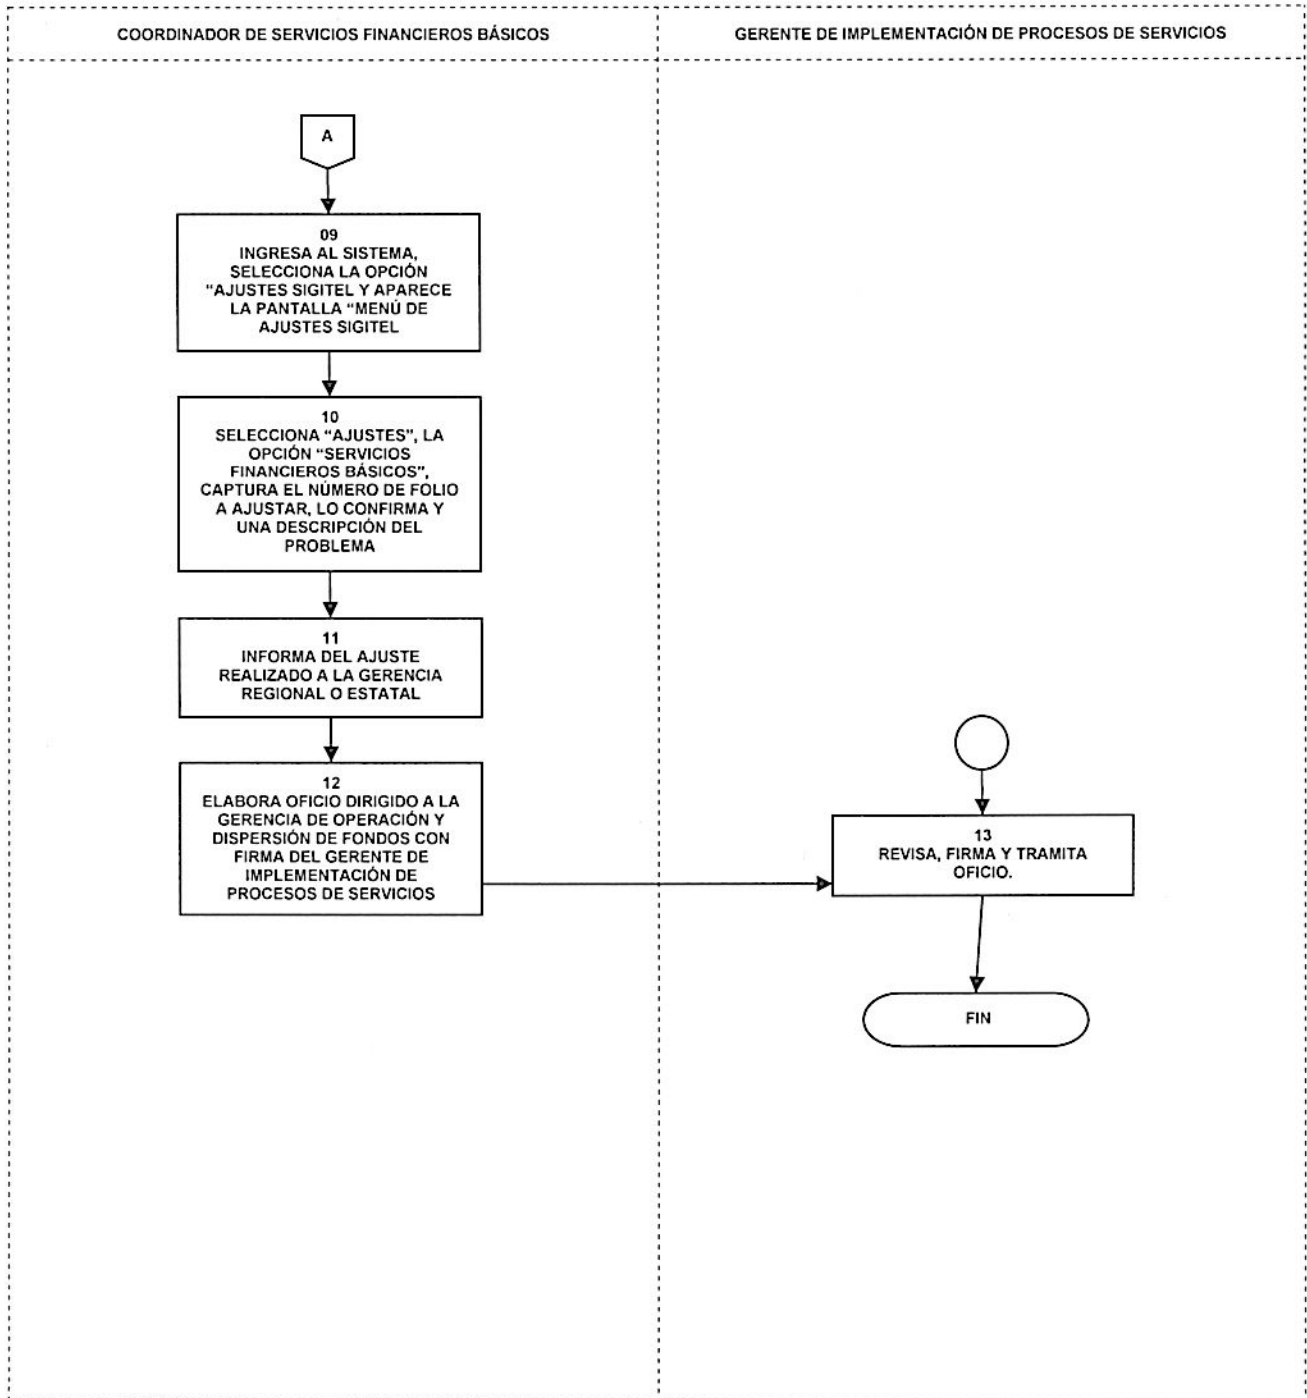 COORDINADOR DE SERVICIOS FINANCIEROS BÁSICOS
GERENTE DE IMPLEMENTACIÓN DE PROCESOS DE SERVICIOS
A
09
INGRESA AL SISTEMA,
SELECCIONA LA OPCIÓN
"AJUSTES SIGITEL Y APARECE
LA PANTALLA "MENÚ DE
AJUSTES SIGITEL
10
SELECCIONA "AJUSTES", LA
OPCIÓN "SERVICIOS
FINANCIEROS BÁSICOS",
CAPTURA EL NÚMERO DE FOLIO
A AJUSTAR, LO CONFIRMA Y
UNA DESCRIPCIÓN DEL
PROBLEMA
11
INFORMA DEL AJUSTE
REALIZADO A LA GERENCIA
REGIONAL O ESTATAL
12
ELABORA OFICIO DIRIGIDO A LA
GERENCIA DE OPERACIÓN Y
DISPERSIÓN DE FONDOS CON
FIRMA DEL GERENTE DE
IMPLEMENTACIÓN DE
PROCESOS DE SERVICIOS
13
REVISA, FIRMA Y TRAMITA
OFICIO.
FIN